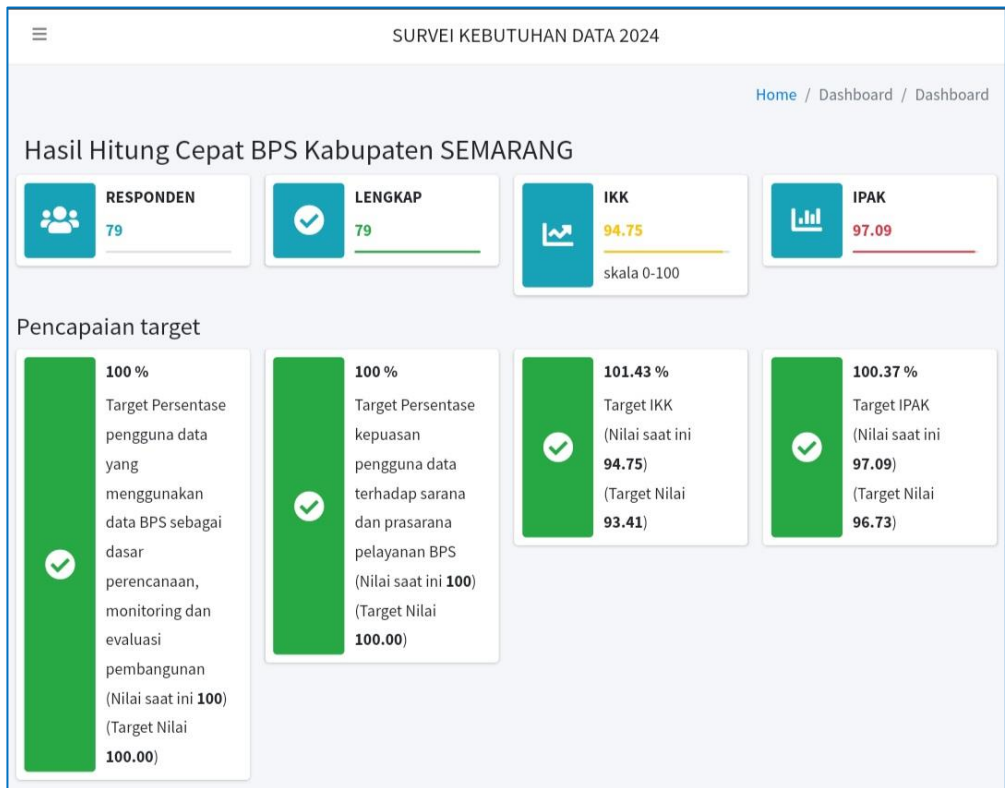 SURVEI KEBUTUHAN DATA 2024
Home / Dashboard / Dashboard
Hasil Hitung Cepat BPS Kabupaten SEMARANG
RESPONDEN
79
LENGKAP
79
IKK
94.75
skala 0-100
IPAK
97.09
Pencapaian target
100 %
Target Persentase
pengguna data
yang
menggunakan
data BPS sebagai
dasar
perencanaan,
monitoring dan
evaluasi
pembangunan
(Nilai saat ini 100)
(Target Nilai
100.00)
100 %
Target Persentase
kepuasan
pengguna data
terhadap sarana
dan prasarana
pelayanan BPS
(Nilai saat ini 100)
(Target Nilai
100.00)
101.43 %
Target IKK
(Nilai saat ini
94.75)
(Target Nilai
93.41)
100.37 %
Target IPAK
(Nilai saat ini
97.09)
(Target Nilai
96.73)